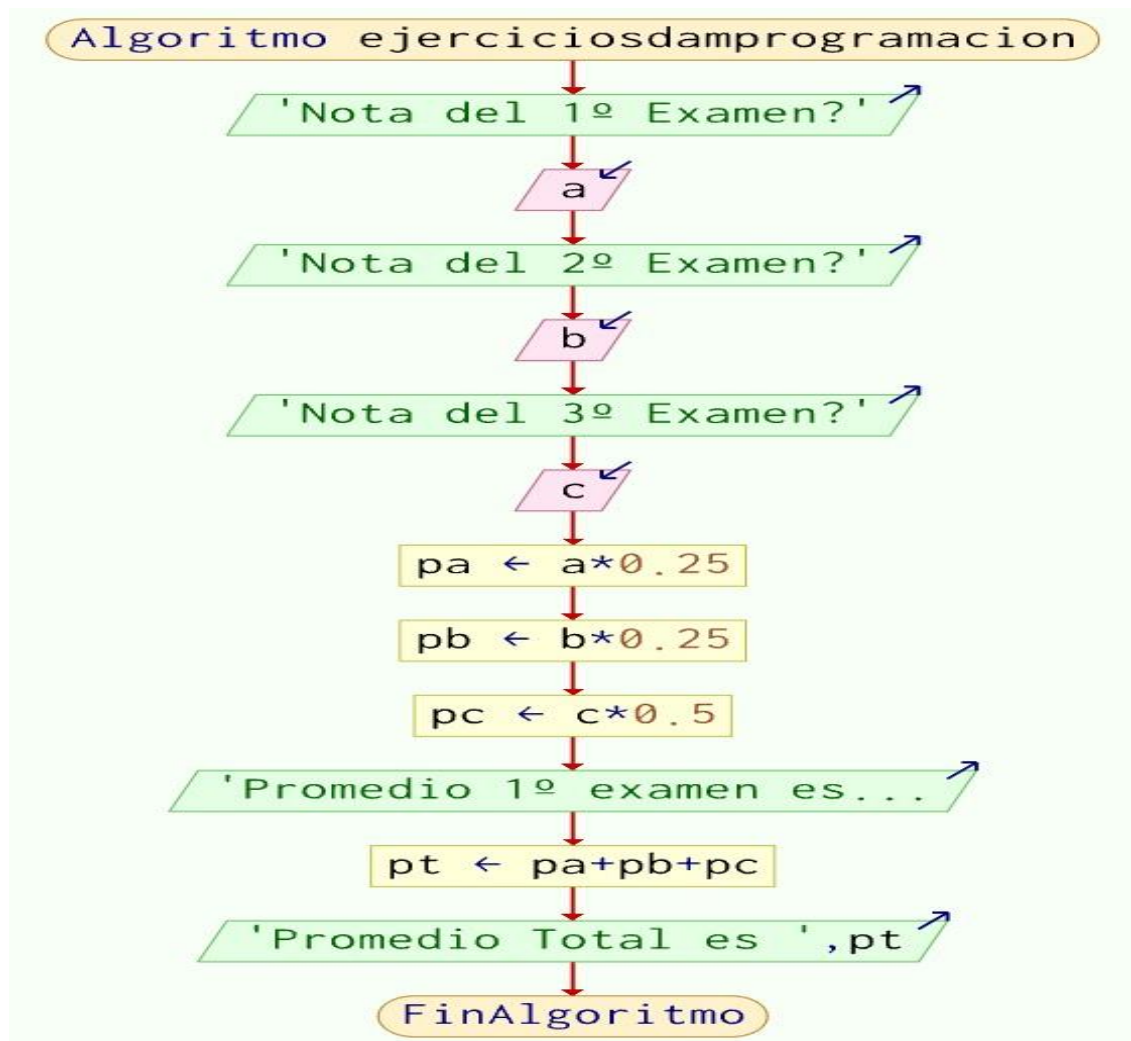 Algoritmo ejerciciosdamprogramacion
'Nota del 1º Examen?'
a
'Nota del 2º Examen?'
b
'Nota del 3º Examen?'
c
pa ← a*0.25
pb ← b*0.25
pc ← c*0.5
'Promedio 1º examen es...
pt ← pa+pb+pc
'Promedio Total es ',pt
FinAlgoritmo